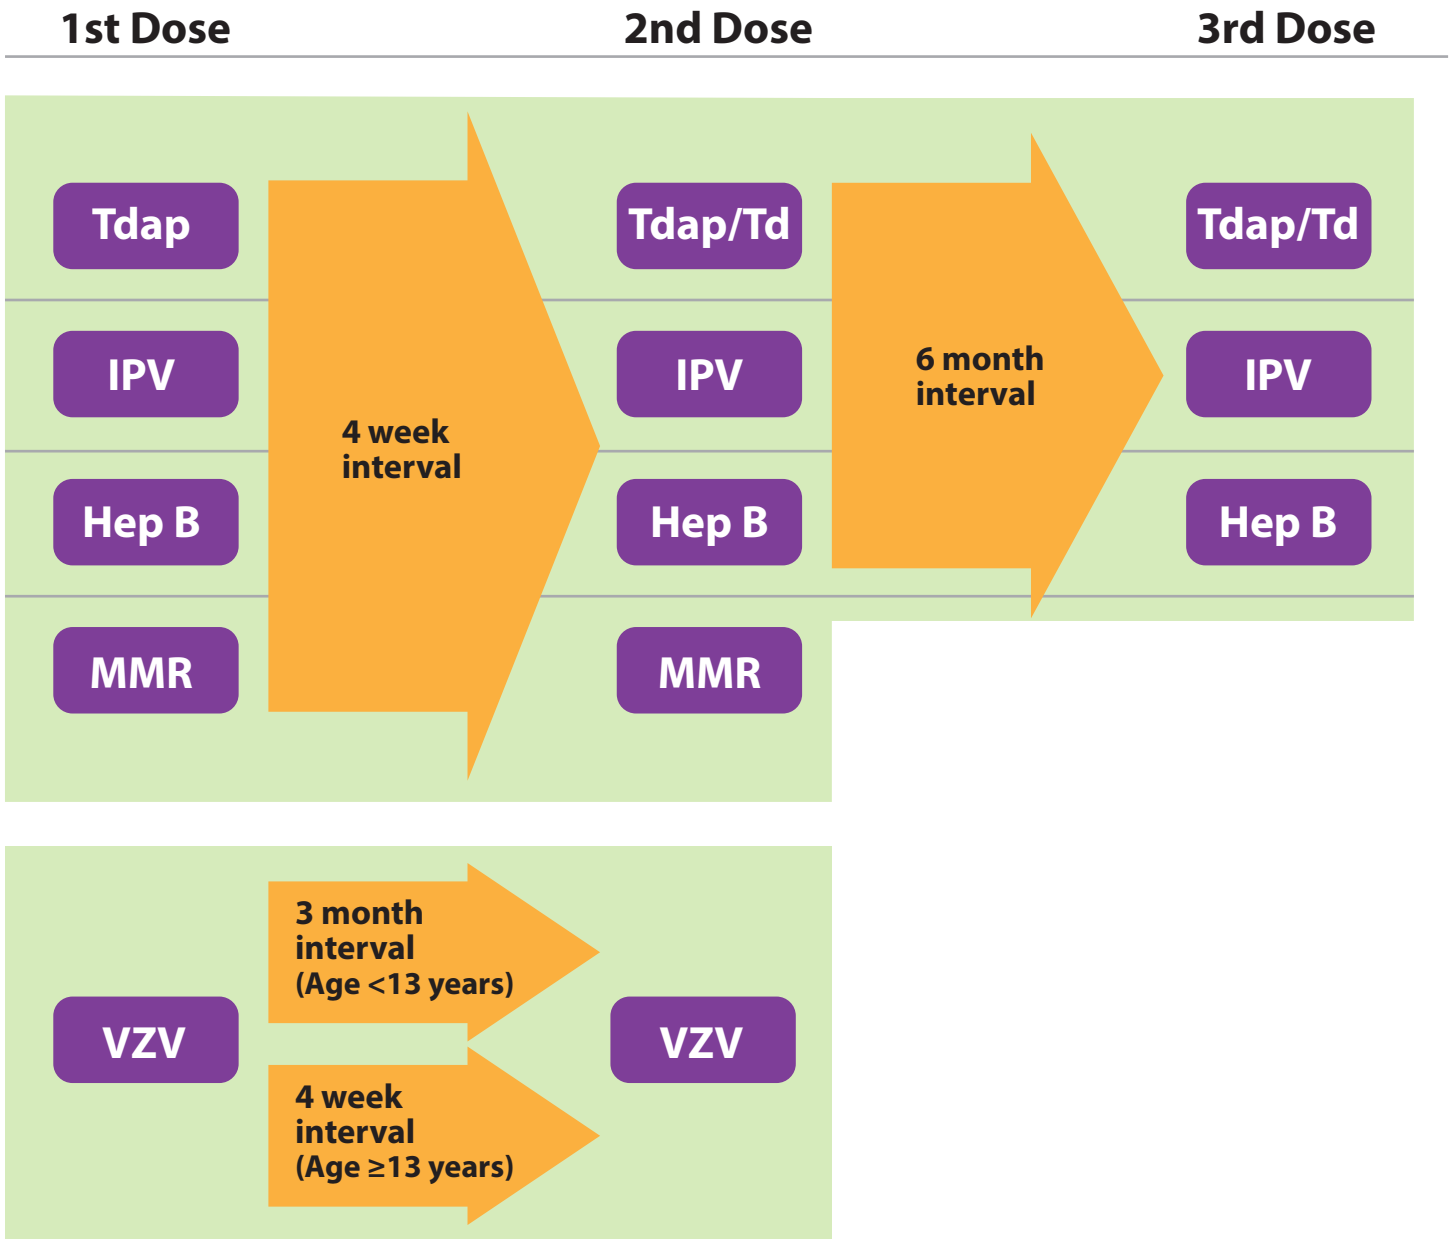 1st Dose 2nd Dose 3rd Dose
Tdap Tdap/Td Tdap/Td
IPV IPV IPV
4 week
interval
6 month
interval
Hep B Hep B Hep B
MMR MMR
3 month
interval
(Age <13 years)
VZV VZV
4 week
interval
(Age ≥13 years)